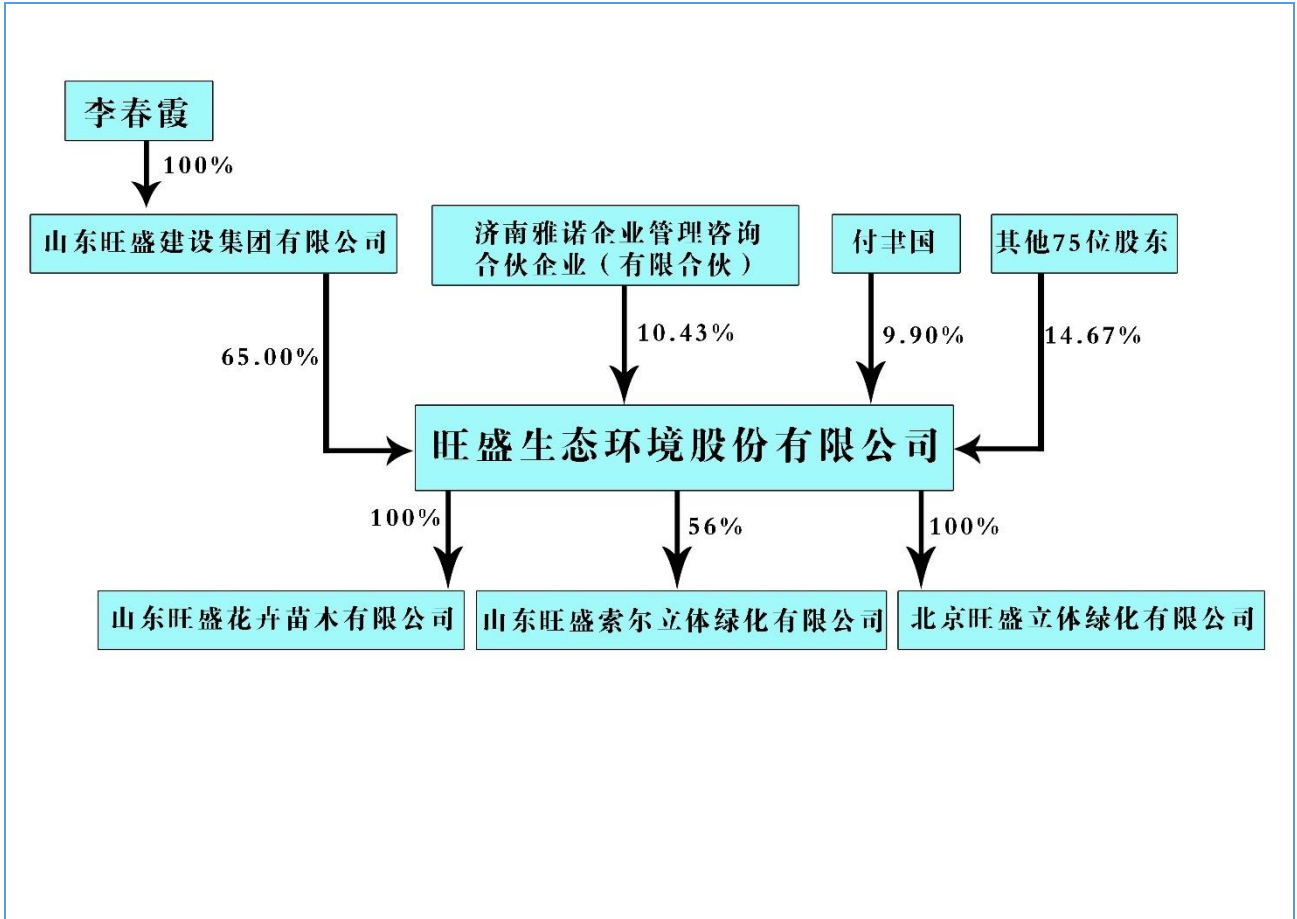 李春霞
100%
山东旺盛建设集团有限公司
济南雅诺企业管理咨询
合伙企业（有限合伙）
付聿国
其他75位股东
65.00%
10.43%
9.90%
14.67%
旺盛生态环境股份有限公司
100%
56%
100%
山东旺盛花卉苗木有限公司
山东旺盛索尔立体绿化有限公司
北京旺盛立体绿化有限公司